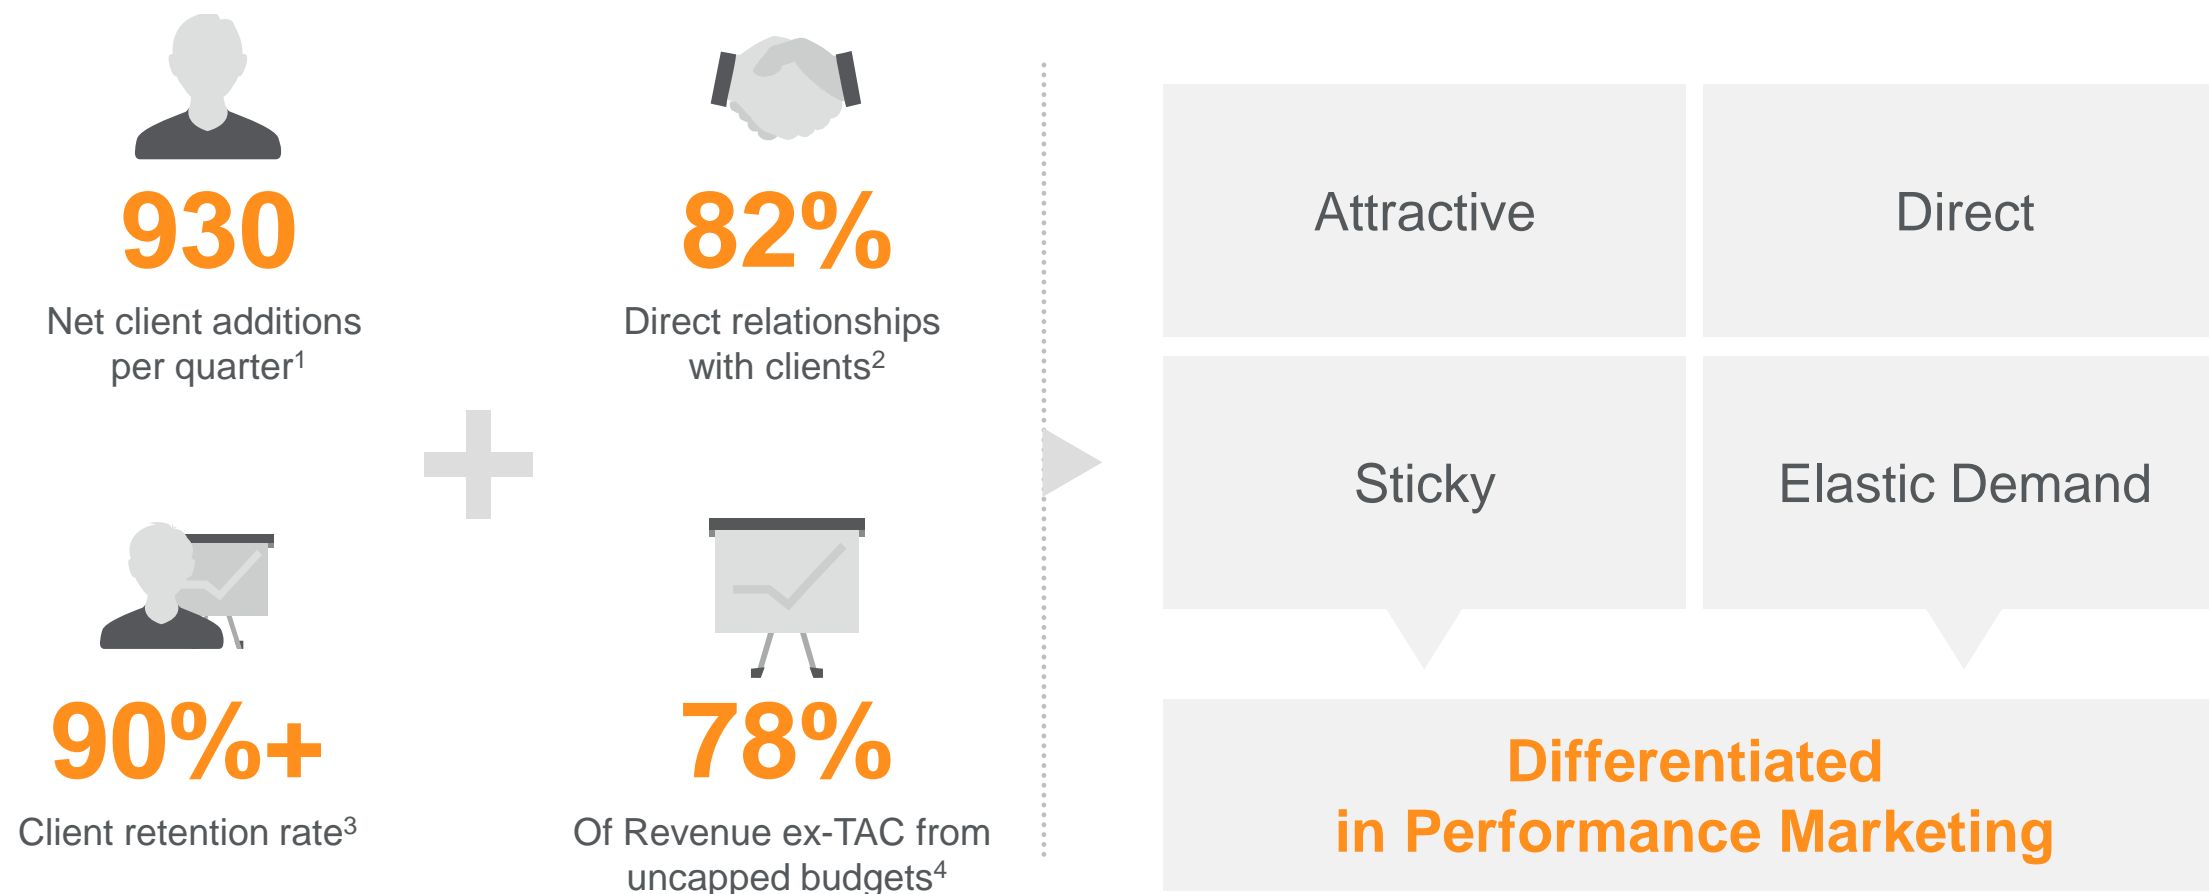 930
Net client additions
per quarter1
82%
Direct relationships
with clients2
90%+
Client retention rate3
78%
Of Revenue ex-TAC from
uncapped budgets4
Attractive
Direct
Sticky
Elastic Demand
Differentiated
in Performance Marketing